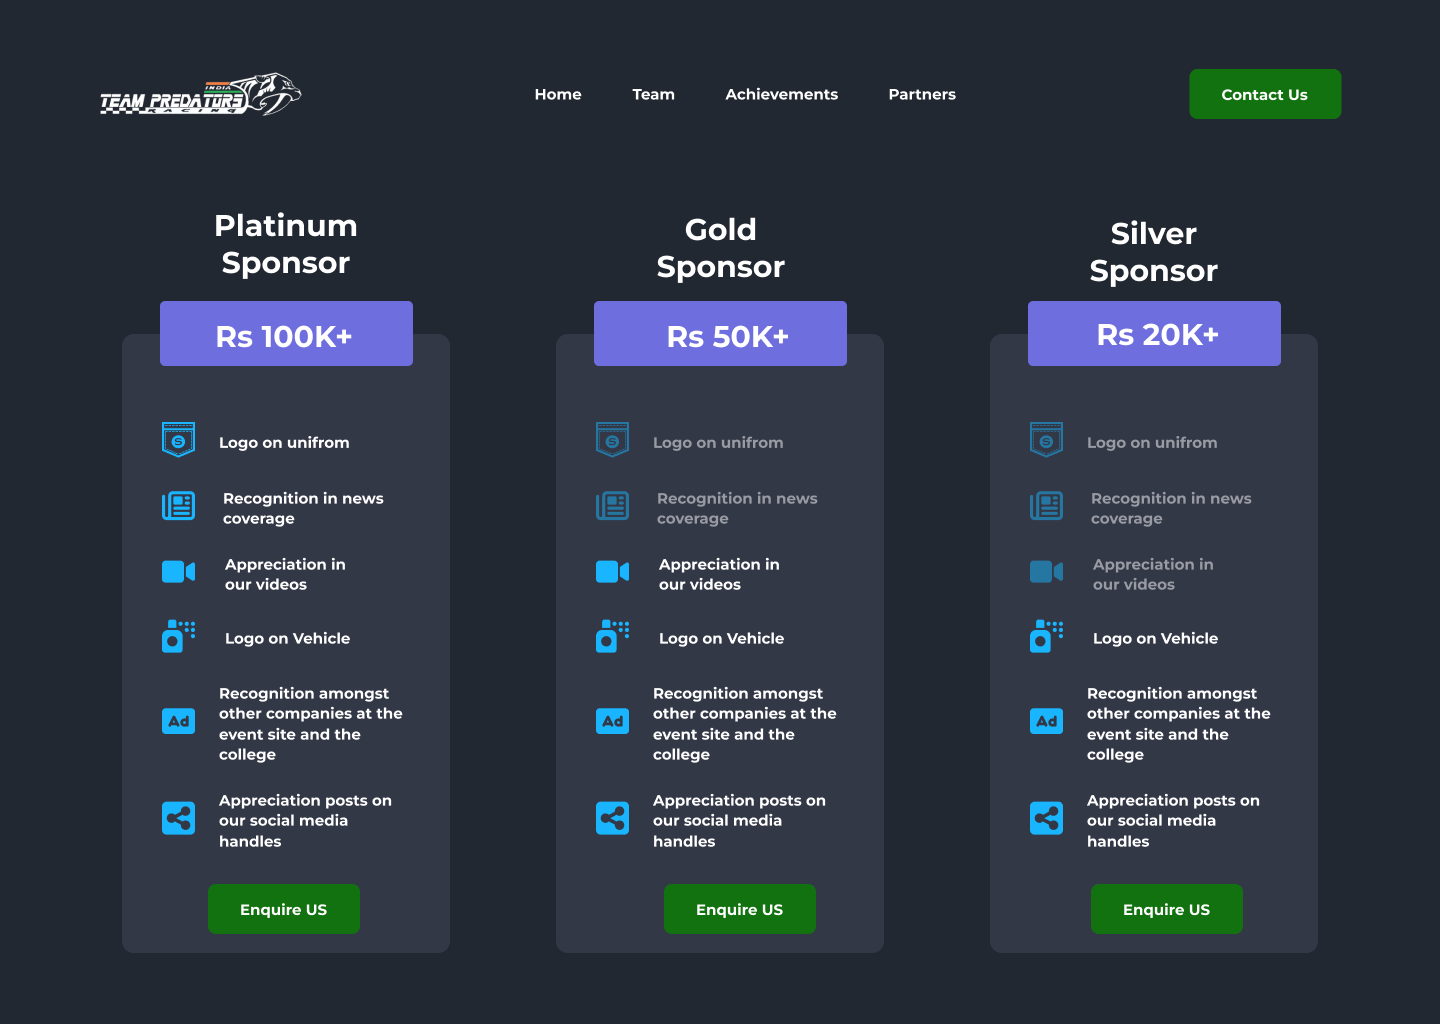 INDIA
TEAM PREDATORS
RACING
Home Team Achievements Partners
Contact Us
Platinum
Sponsor
Rs 100K+
Logo on unifrom
Recognition in news
coverage
Appreciation in
our videos
Logo on Vehicle
Ad
Recognition amongst
other companies at the
event site and the
college
Appreciation posts on
our social media
handles
Enquire US
Gold
Sponsor
Rs 50K+
Logo on unifrom
Recognition in news
coverage
Appreciation in
our videos
Logo on Vehicle
Ad
Recognition amongst
other companies at the
event site and the
college
Appreciation posts on
our social media
handles
Enquire US
Silver
Sponsor
Rs 20K+
Logo on unifrom
Recognition in news
coverage
Appreciation in
our videos
Logo on Vehicle
Ad
Recognition amongst
other companies at the
event site and the
college
Appreciation posts on
our social media
handles
Enquire US